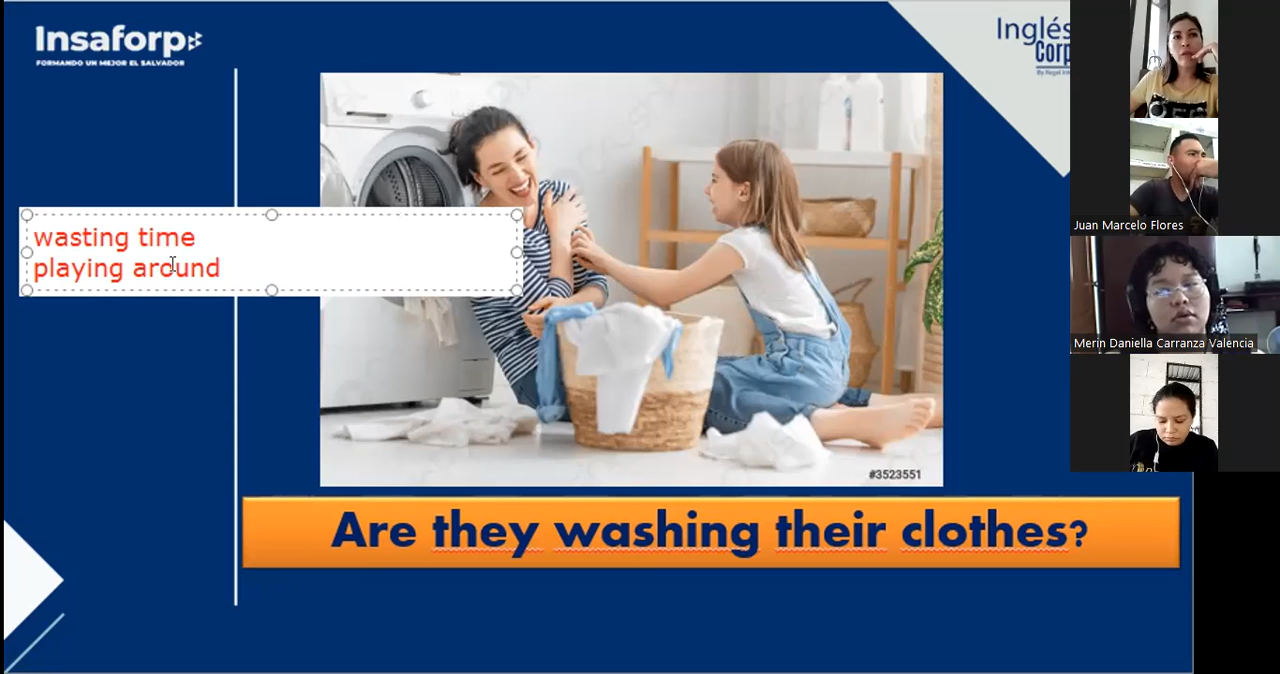 Insaforp
FORMANDO UN MEJOR EL SALVADOR
Inglés
Corp
wasting time
playing around
#3523551
Are they washing their clothes?
Juan Marcelo Flores
Merin Daniella Carranza Valencia